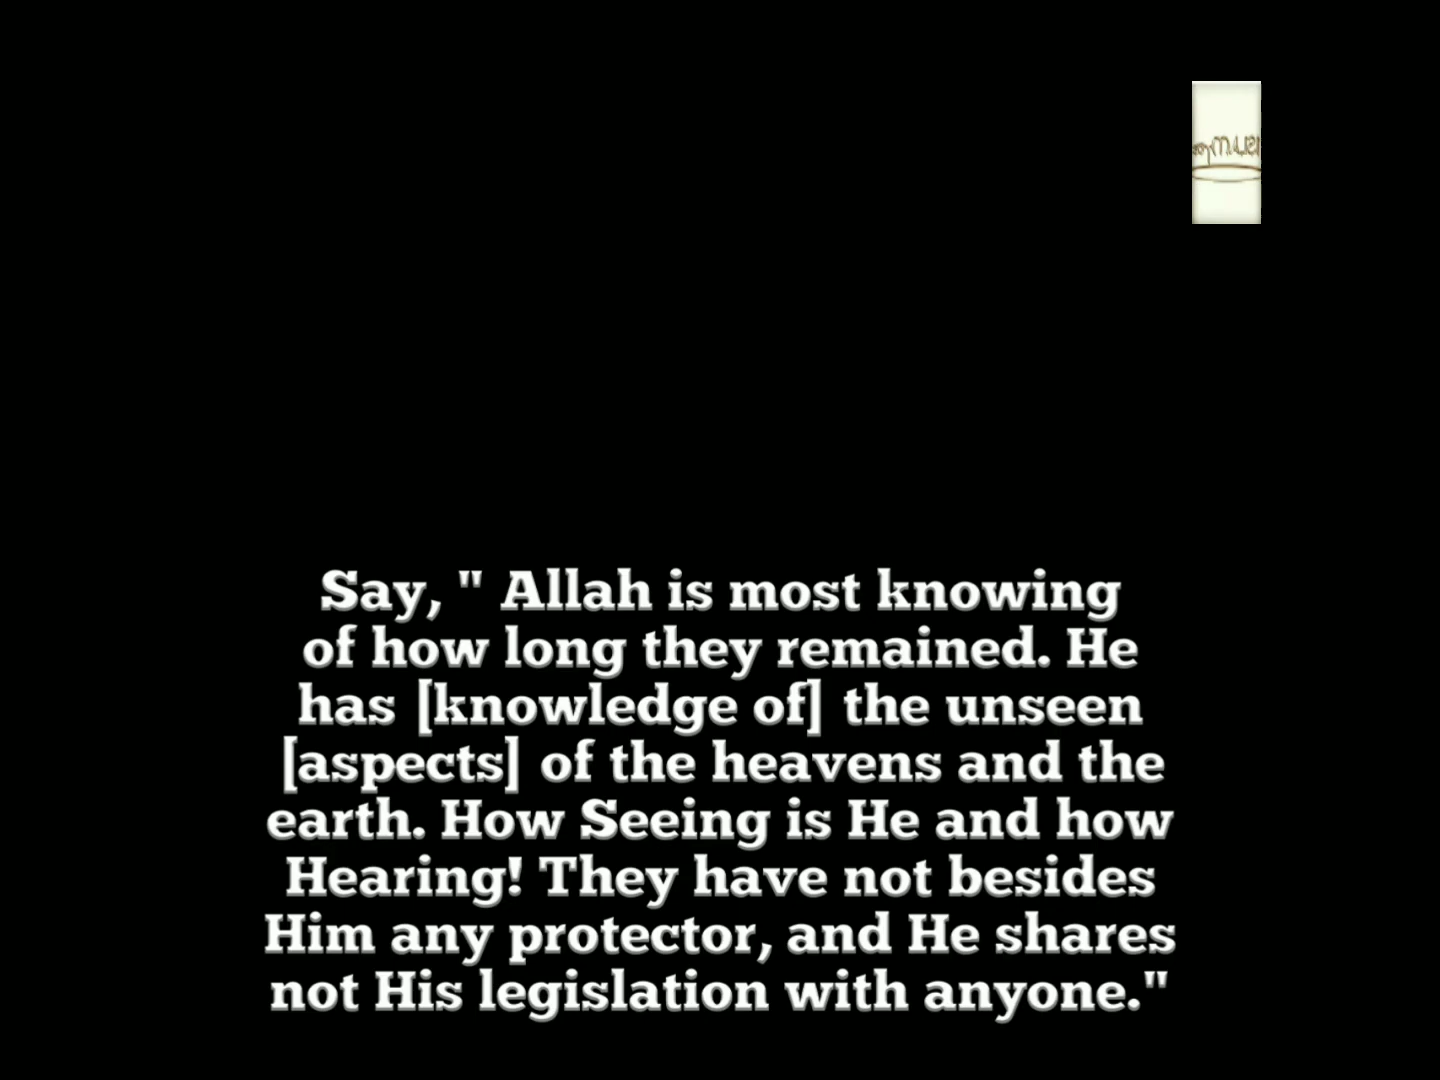 Say, " Allah is most knowing
of how long they remained. He
has [knowledge of] the unseen
[aspects] of the heavens and the
earth. How Seeing is He and how
Hearing! They have not besides
Him any protector, and He shares
not His legislation with anyone."